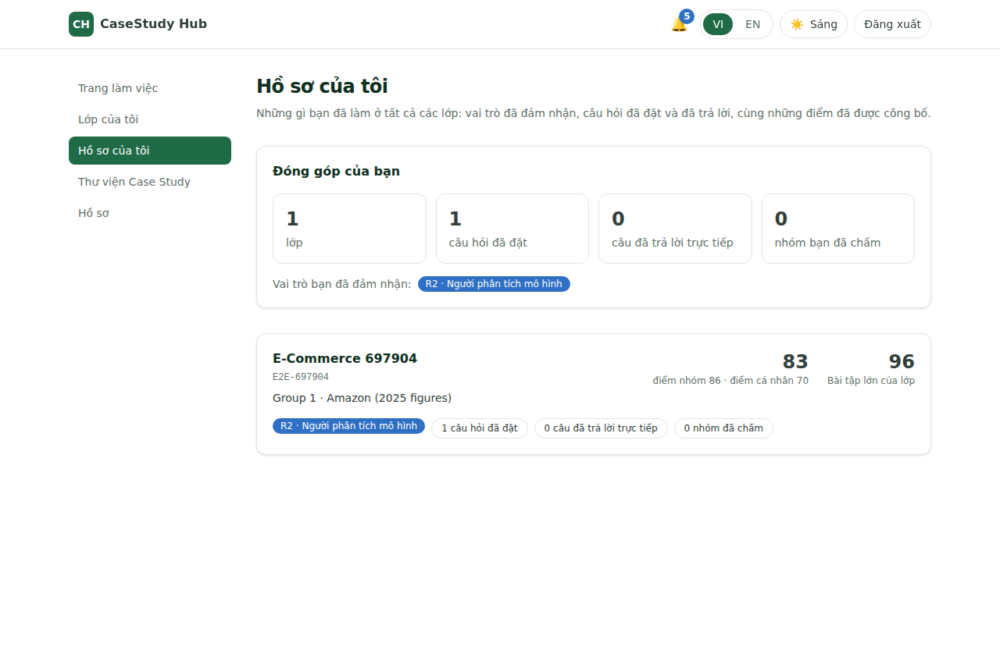 CH CaseStudy Hub
5
VI EN
Sáng
Đăng xuất
Trang làm việc
Lớp của tôi
Hồ sơ của tôi
Thư viện Case Study
Hồ sơ
Hồ sơ của tôi
Những gì bạn đã làm ở tất cả các lớp: vai trò đã đảm nhận, câu hỏi đã đặt và đã trả lời, cùng những điểm đã được công bố.
Đóng góp của bạn
1
lớp
1
câu hỏi đã đặt
0
câu đã trả lời trực tiếp
0
nhóm bạn đã chấm
Vai trò bạn đã đảm nhận: R2 · Người phân tích mô hình
E-Commerce 697904
E2E-697904
Group 1 · Amazon (2025 figures)
83
điểm nhóm 86 · điểm cá nhân 70
96
Bài tập lớn của lớp
R2 · Người phân tích mô hình
1 câu hỏi đã đặt
0 câu đã trả lời trực tiếp
0 nhóm đã chấm